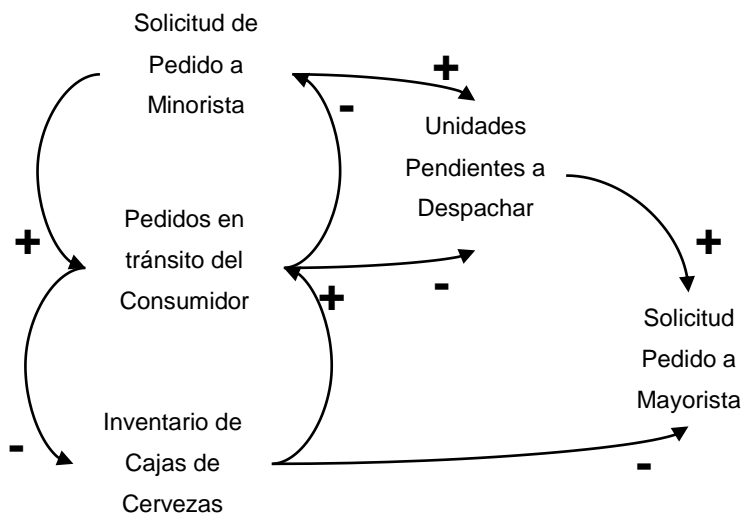 Solicitud de
Pedido a
Minorista
+
-
Unidades
Pendientes a
Despachar
+
Pedidos en
tránsito del
Consumidor
+
-
+
Solicitud
Pedido a
Mayorista
-
Inventario de
Cajas de
Cervezas
-